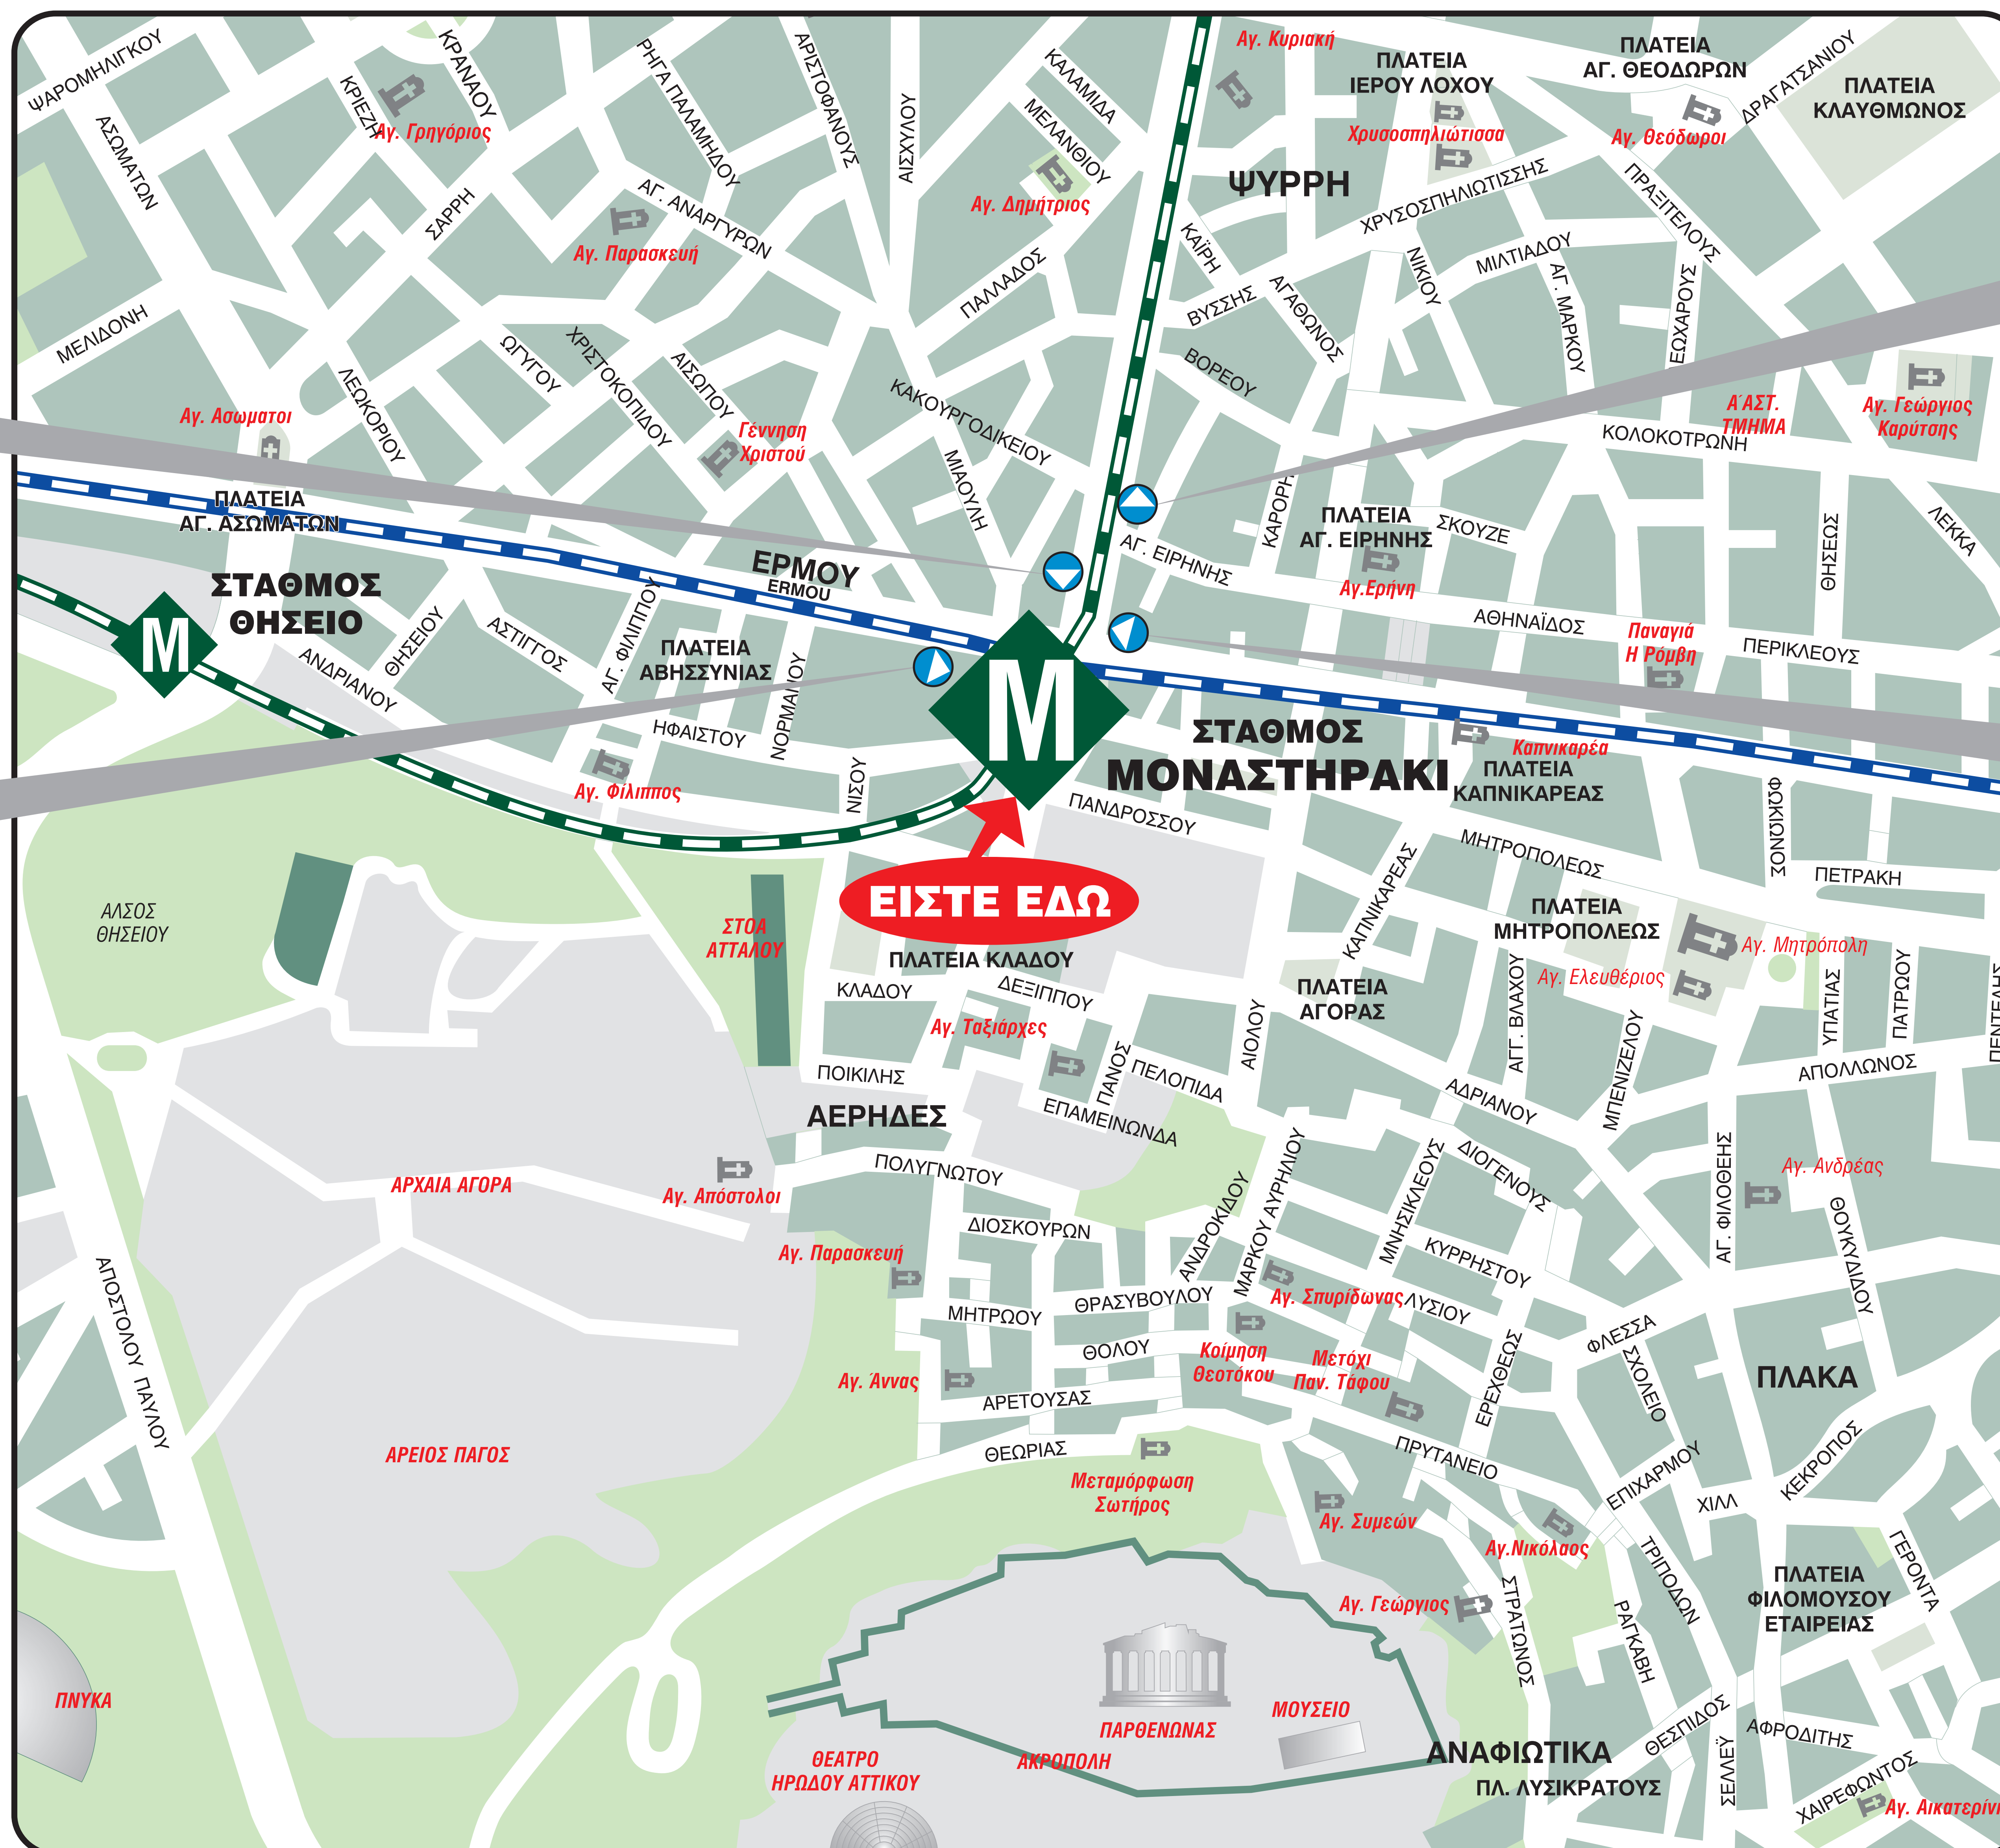 ΨΑΡΟΜΗΛΙΓΚΟΥ
ΚΡΑΝΑΟΥ
ΚΡΙΕΖΗ
Αγ. Γρηγόριος
ΑΣΩΜΑΤΩΝ
ΣΑΡΡΗ
ΡΗΓΑ ΠΑΛΑΜΗΔΟΥ
ΑΡΙΣΤΟΦΑΝΟΥΣ
ΑΙΣΧΥΛΟΥ
ΑΓ. ΑΝΑΡΓΥΡΩΝ
Αγ. Παρασκευή
ΚΑΛΑΜΙΔΑ
ΜΕΛΑΝΘΙΟΥ
Αγ. Δημήτριος
ΠΑΛΛΑΔΟΣ
Αγ. Κυριακή
ΠΛΑΤΕΙΑ
ΙΕΡΟΥ ΛΟΧΟΥ
Χρυσοσπηλιώτισσα
ΨΥΡΡΗ
ΧΡΥΣΟΣΠΗΛΙΩΤΙΣΣΗΣ
ΠΛΑΤΕΙΑ
ΑΓ. ΘΕΟΔΩΡΩΝ
Αγ. Θεόδωροι
ΔΡΑΓΑΤΣΑΝΙΟΥ
ΠΛΑΤΕΙΑ
ΚΛΑΥΘΜΩΝΟΣ
ΠΡΑΞΙΤΕΛΟΥΣ
ΚΑΪΡΗ
ΒΥΣΣΗΣ
ΑΓΑΘΩΝΟΣ
ΝΙΚΙΟΥ
ΜΙΛΤΙΑΔΟΥ
ΑΓ. ΜΑΡΚΟΥ
ΕΩΧΑΡΟΥΣ
ΒΟΡΕΟΥ
ΜΕΛΙΔΟΝΗ
ΛΕΩΚΟΡΙΟΥ
ΩΓΥΓΟΥ
ΧΡΙΣΤΟΚΟΠΙΔΟΥ
ΑΙΣΩΠΟΥ
Γέννηση
Χριστού
ΚΑΚΟΥΡΓΟΔΙΚΕΙΟΥ
ΜΙΑΟΥΛΗ
Αγ. Ασωματοι
ΠΛΑΤΕΙΑ
ΑΓ. ΑΣΩΜΑΤΩΝ
Α΄ΑΣΤ.
ΤΜΗΜΑ
Αγ. Γεώργιος
Καρύτσης
ΚΟΛΟΚΟΤΡΩΝΗ
ΚΑΡΟΡΗ
ΠΛΑΤΕΙΑ
ΑΓ. ΕΙΡΗΝΗΣ
ΣΚΟΥΖΕ
Αγ.Ερήνη
ΑΓ. ΕΙΡΗΝΗΣ
ΘΗΣΕΩΣ
ΛΕΚΚΑ
ΑΘΗΝΑΪΔΟΣ
Παναγιά
Η Ρόμβη
ΠΕΡΙΚΛΕΟΥΣ
ΕΡΜΟΥ
ERMOU
ΣΤΑΘΜΟΣ
ΘΗΣΕΙΟ
M
ΑΝΔΡΙΑΝΟΥ
ΘΗΣΕΙΟΥ
ΑΣΤΙΓΓΟΣ
ΑΓ. ΦΙΛΙΠΠΟΥ
ΠΛΑΤΕΙΑ
ΑΒΗΣΣΥΝΙΑΣ
ΗΦΑΙΣΤΟΥ
ΝΟΡΜΑΝΟΥ
ΝΙΣΟΥ
Αγ. Φίλιππος
M
ΣΤΑΘΜΟΣ
ΜΟΝΑΣΤΗΡΑΚΙ
Καπνικαρέα
ΠΛΑΤΕΙΑ
ΚΑΠΝΙΚΑΡΕΑΣ
ΠΑΝΔΡΟΣΣΟΥ
ΕΙΣΤΕ ΕΔΩ
ΦΩΚΙΩΝΟΣ
ΜΗΤΡΟΠΟΛΕΩΣ
ΠΕΤΡΑΚΗ
ΚΑΠΝΙΚΑΡΕΑΣ
ΠΛΑΤΕΙΑ
ΜΗΤΡΟΠΟΛΕΩΣ
Αγ. Μητρόπολη
Αγ. Ελευθέριος
ΑΛΣΟΣ
ΘΗΣΕΙΟΥ
ΣΤΟΑ
ΑΤΤΑΛΟΥ
ΠΛΑΤΕΙΑ ΚΛΑΔΟΥ
ΚΛΑΔΟΥ
ΔΕΞΙΠΠΟΥ
Αγ. Ταξιάρχες
ΠΛΑΤΕΙΑ
ΑΓΟΡΑΣ
ΑΙΟΛΟΥ
ΑΓΓ. ΒΛΑΧΟΥ
ΜΠΕΝΙΖΕΛΟΥ
ΥΠΑΤΙΑΣ
ΠΑΤΡΩΟΥ
ΠΕΝΤΕΛΗΣ
ΑΠΟΛΛΩΝΟΣ
ΠΟΙΚΙΛΗΣ
ΠΑΝΟΣ
ΠΕΛΟΠΙΔΑ
ΕΠΑΜΕΙΝΩΝΔΑ
ΑΔΡΙΑΝΟΥ
ΑΕΡΗΔΕΣ
ΠΟΛΥΓΝΩΤΟΥ
ΑΡΧΑΙΑ ΑΓΟΡΑ
Αγ. Απόστολοι
ΔΙΟΓΕΝΟΥΣ
ΑΓ. ΦΙΛΟΘΕΗΣ
Αγ. Ανδρέας
ΘΟΥΚΥΔΙΔΟΥ
ΔΙΟΣΚΟΥΡΩΝ
ΑΝΔΡΟΚΙΔΟΥ
ΜΑΡΚΟΥ ΑΥΡΗΛΙΟΥ
ΜΝΗΣΙΚΛΕΟΥΣ
ΚΥΡΡΗΣΤΟΥ
Αγ. Παρασκευή
ΜΗΤΡΩΟΥ
ΘΡΑΣΥΒΟΥΛΟΥ
Αγ. Σπυρίδωνας
ΛΥΣΙΟΥ
ΘΟΛΟΥ
Κοίμηση
Θεοτόκου
Μετόχι
Παν. Τάφου
ΕΡΕΧΘΕΩΣ
ΦΛΕΣΣΑ
ΣΧΟΛΕΙΟ
ΠΛΑΚΑ
Αγ. Άννας
ΑΡΕΤΟΥΣΑΣ
ΘΕΩΡΙΑΣ
ΑΠΟΣΤΟΛΟΥ ΠΑΥΛΟΥ
ΑΡΕΙΟΣ ΠΑΓΟΣ
Μεταμόρφωση
Σωτήρος
ΠΡΥΤΑΝΕΙΟ
ΕΠΙΧΑΡΜΟΥ
ΚΕΚΡΟΠΟΣ
ΧΙΛΛ
Αγ. Συμεών
Αγ.Νικόλαος
ΓΕΡΟΝΤΑ
ΤΡΙΠΟΔΩΝ
ΠΛΑΤΕΙΑ
ΦΙΛΟΜΟΥΣΟΥ
ΕΤΑΙΡΕΙΑΣ
Αγ. Γεώργιος
ΣΤΡΑΤΩΝΟΣ
ΡΑΓΚΑΒΗ
ΠΝΥΚΑ
ΠΑΡΘΕΝΩΝΑΣ
ΜΟΥΣΕΙΟ
ΑΚΡΟΠΟΛΗ
ΘΕΑΤΡΟ
ΗΡΩΔΟΥ ΑΤΤΙΚΟΥ
ΑΝΑΦΙΩΤΙΚΑ
ΠΛ. ΛΥΣΙΚΡΑΤΟΥΣ
ΘΕΣΠΙΔΟΣ
ΣΕΛΛΕΫ
ΑΦΡΟΔΙΤΗΣ
ΧΑΙΡΕΦΩΝΤΟΣ
Αγ. Αικατερίνη